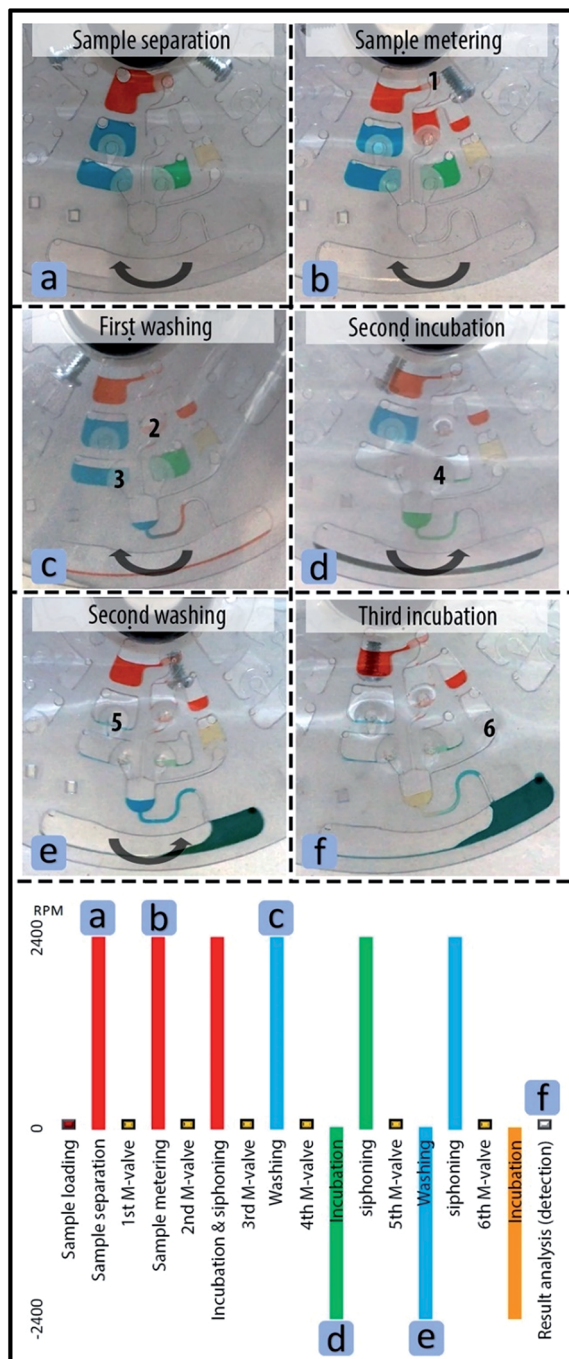 Sample separation
Sample metering
1
a
b
First washing
Second incubation
2
3
4
c
d
Second washing
Third incubation
5
6
e
f
RPM
2400
0
-2400
a
b
c
f
d
e
Sample loading
Sample separation
1st M-valve
Sample metering
2nd M-valve
Incubation & siphoning
3rd M-valve
Washing
4th M-valve
Incubation
siphoning
5th M-valve
Washing
siphoning
6th M-valve
Incubation
Result analysis (detection)